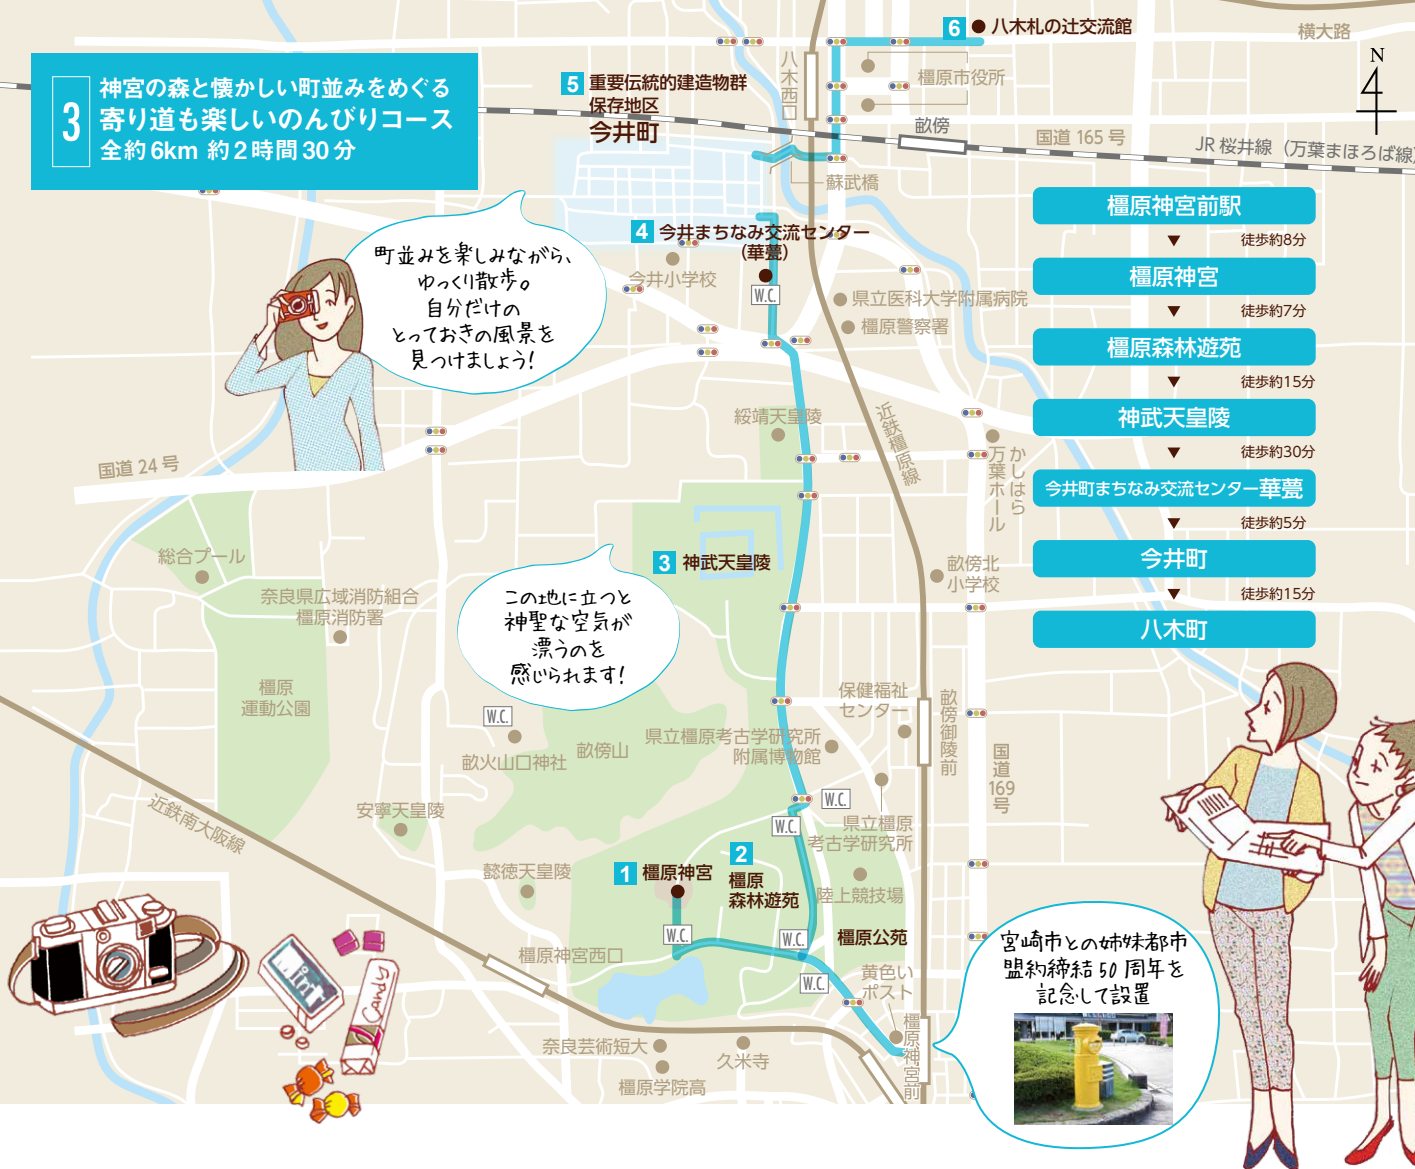 3
神宮の森と懐かしい町並みをめぐる
寄り道も楽しいのんびりコース
全約6km 約2時間30分
6 八木札の辻交流館
横大路
N
八木西口
橿原市役所
5 重要伝統的建造物群
保存地区
今井町
畝傍
国道165号
JR桜井線（万葉まほろば線）
蘇武橋
4 今井まちなみ交流センター
（華甍）
今井小学校
W.C.
県立医科大学附属病院
橿原警察署
町並みを楽しみながら、
ゆっくり散歩。
自分だけの
とっておきの風景を
見つけましょう!
橿原神宮前駅
▼ 徒歩約8分
橿原神宮
▼ 徒歩約7分
橿原森林遊苑
▼ 徒歩約15分
神武天皇陵
▼ 徒歩約30分
今井町まちなみ交流センター華甍
▼ 徒歩約5分
今井町
▼ 徒歩約15分
八木町
国道24号
綏靖天皇陵
近鉄橿原線
かしはら
万葉ホール
総合プール
奈良県広域消防組合
橿原消防署
橿原
運動公園
3 神武天皇陵
この地に立つと
神聖な空気が
漂うのを
感じられます!
畝傍北
小学校
保健福祉
センター
畝傍御陵前
国道169号
W.C.
畝火山口神社
畝傍山
県立橿原考古学研究所
附属博物館
W.C.
W.C.
県立橿原
考古学研究所
近鉄南大阪線
安寧天皇陵
懿徳天皇陵
1 橿原神宮
2
橿原
森林遊苑
陸上競技場
W.C.
W.C.
橿原公苑
橿原神宮西口
W.C.
黄色い
ポスト
橿原神宮前
奈良芸術短大
久米寺
橿原学院高
宮崎市との姉妹都市
盟約締結50周年を
記念して設置
Candy